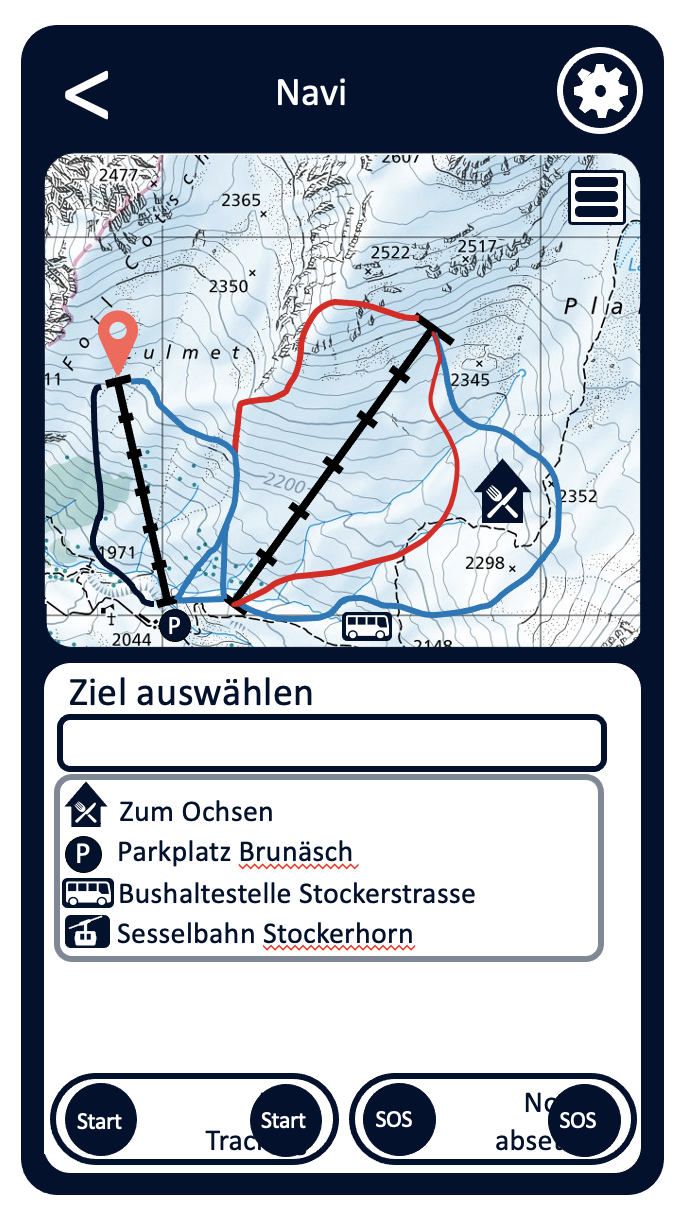 <
Navi
2477
2607
2365
2522
2517
2350
2345
11
2200
2352
1971
2298
P
2044
2148
Ziel auswählen
Zum Ochsen
P
Parkplatz Brunäsch
Bushaltestelle Stockerstrasse
Sesselbahn Stockerhorn
Start
Start
SOS
SOS